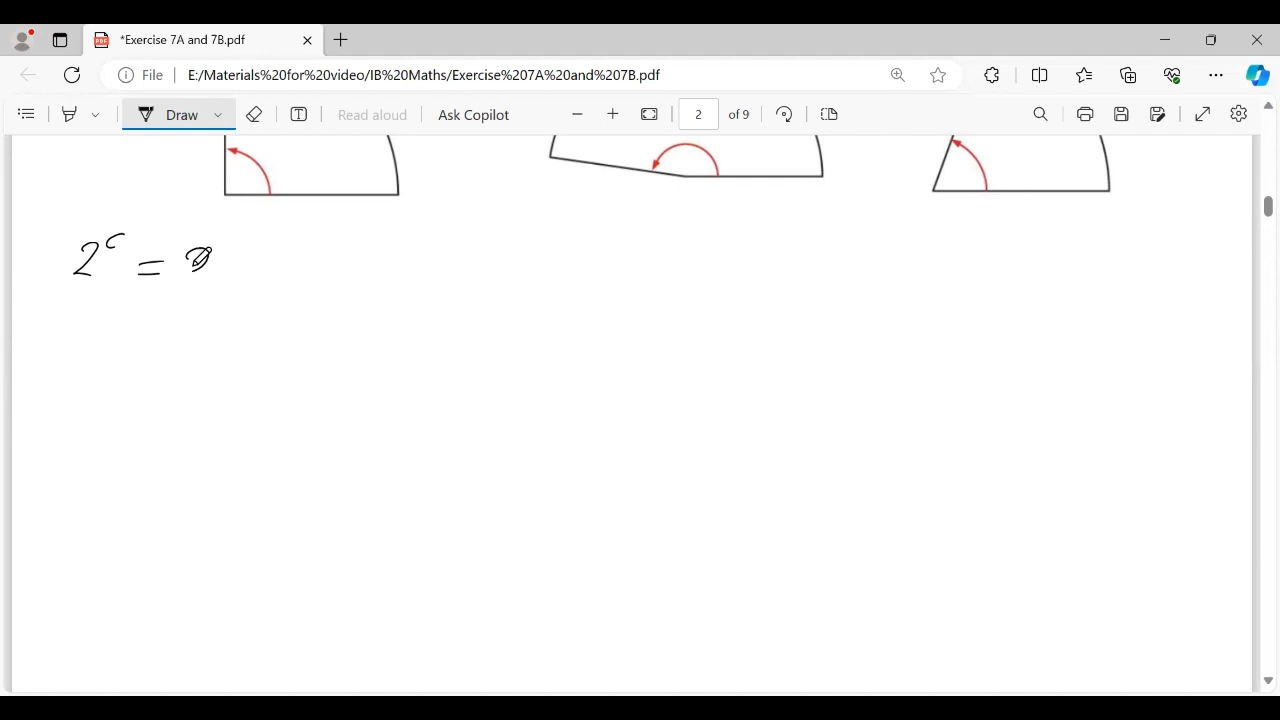 *Exercise 7A and 7B.pdf
File E:/Materials%20for%20video/IB%20Maths/Exercise%207A%20and%207B.pdf
Draw Read aloud Ask Copilot 2 of 9
2ᶜ =